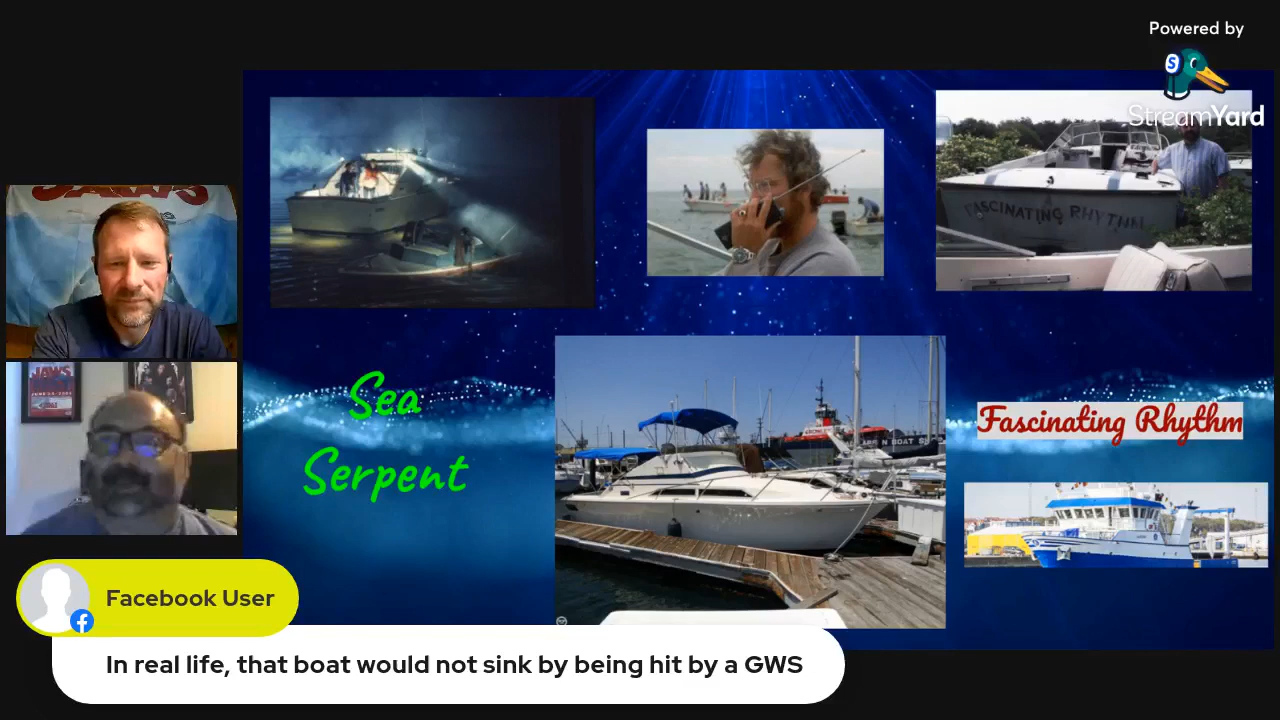 Powered by
StreamYard
JAWS
FASCINATING RHYTHM
JAWS
Sea
Serpent
Fascinating Rhythm
Facebook User
In real life, that boat would not sink by being hit by a GWS